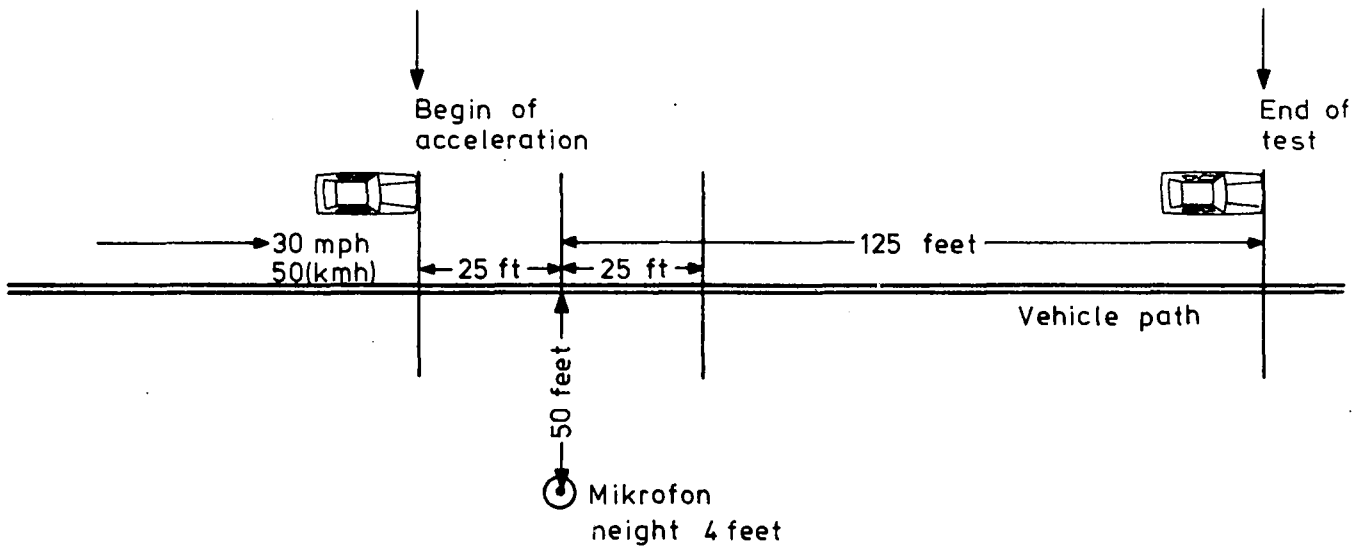 Begin of
acceleration
End of
test
30 mph
50(kmh)
25 ft
25 ft
125 feet
Vehicle path
50 feet
Mikrofon
neight 4 feet